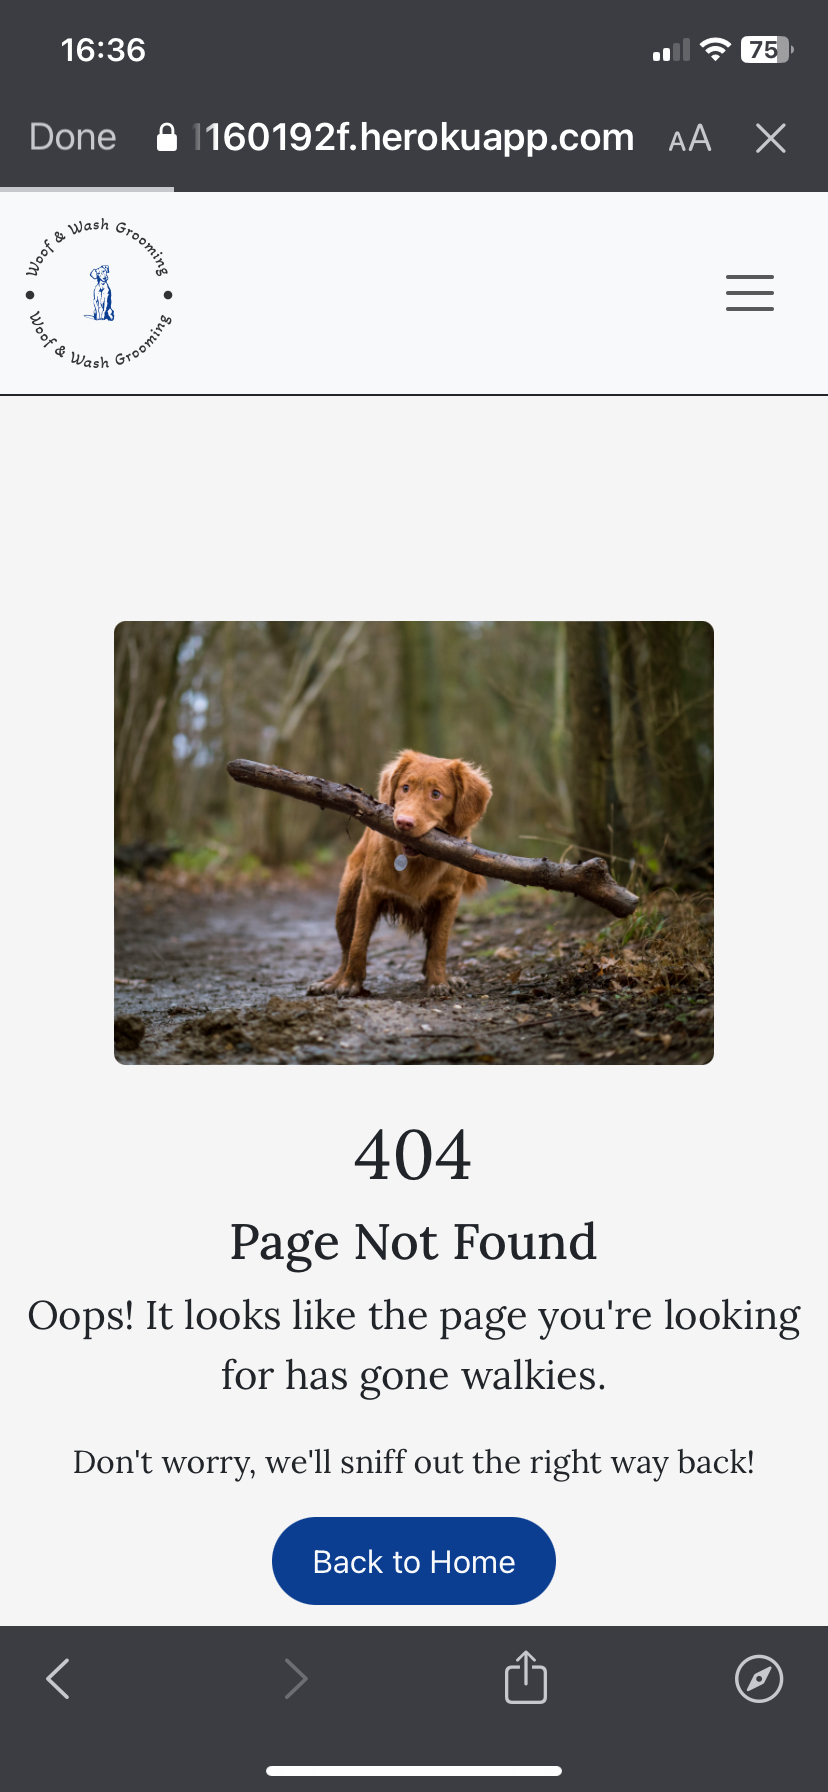 16:36
75
Done
160192f.herokuapp.com
AA
Woof & Wash Grooming
Woof & Wash Grooming
404
Page Not Found
Oops! It looks like the page you're looking
for has gone walkies.
Don't worry, we'll sniff out the right way back!
Back to Home